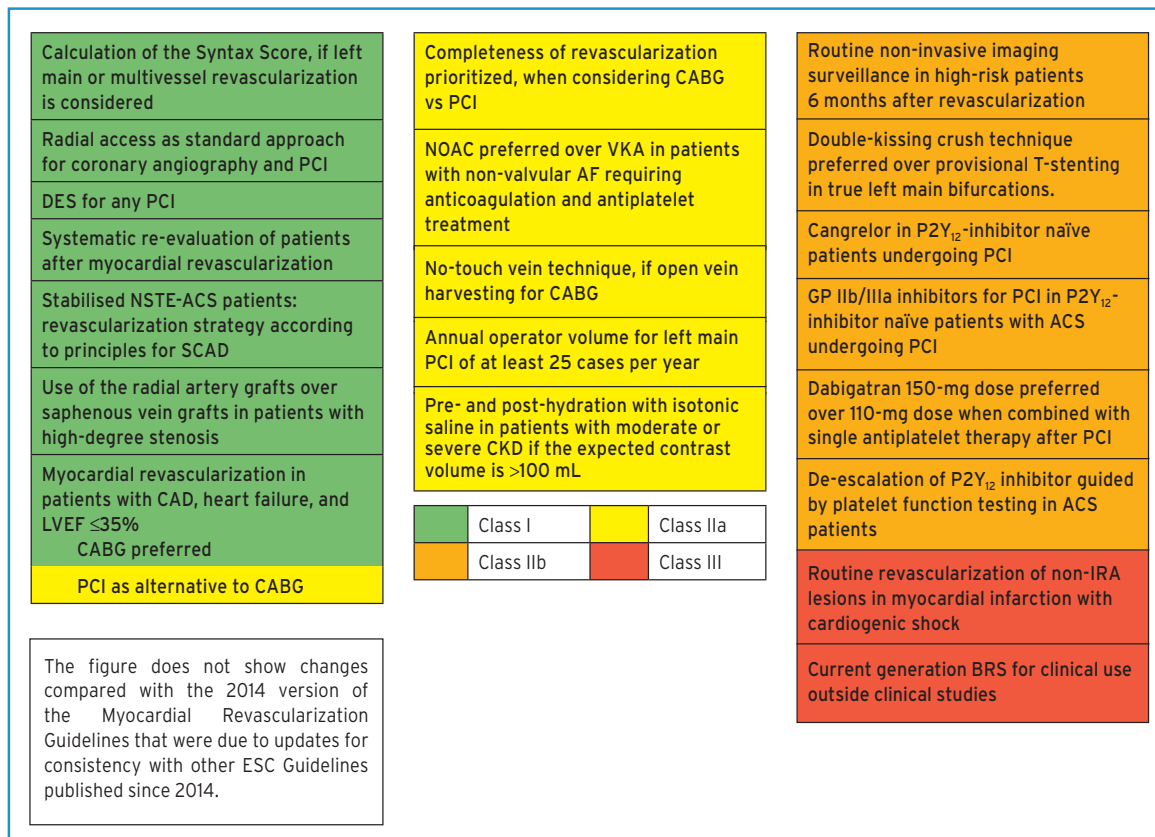 Calculation of the Syntax Score, if left
main or multivessel revascularization
is considered
Radial access as standard approach
for coronary angiography and PCI
DES for any PCI
Systematic re-evaluation of patients
after myocardial revascularization
Stabilised NSTE-ACS patients:
revascularization strategy according
to principles for SCAD
Use of the radial artery grafts over
saphenous vein grafts in patients with
high-degree stenosis
Myocardial revascularization in
patients with CAD, heart failure, and
LVEF ≤35%
CABG preferred
PCI as alternative to CABG
The figure does not show changes
compared with the 2014 version of
the Myocardial Revascularization
Guidelines that were due to updates for
consistency with other ESC Guidelines
published since 2014.
Completeness of revascularization
prioritized, when considering CABG
vs PCI
NOAC preferred over VKA in patients
with non-valvular AF requiring
anticoagulation and antiplatelet
treatment
No-touch vein technique, if open vein
harvesting for CABG
Annual operator volume for left main
PCI of at least 25 cases per year
Pre- and post-hydration with isotonic
saline in patients with moderate or
severe CKD if the expected contrast
volume is >100 mL
Class I
Class IIa
Class IIb
Class III
Routine non-invasive imaging
surveillance in high-risk patients
6 months after revascularization
Double-kissing crush technique
preferred over provisional T-stenting
in true left main bifurcations.
Cangrelor in P2Y₁₂-inhibitor naïve
patients undergoing PCI
GP IIb/IIIa inhibitors for PCI in P2Y₁₂-
inhibitor naïve patients with ACS
undergoing PCI
Dabigatran 150-mg dose preferred
over 110-mg dose when combined with
single antiplatelet therapy after PCI
De-escalation of P2Y₁₂ inhibitor guided
by platelet function testing in ACS
patients
Routine revascularization of non-IRA
lesions in myocardial infarction with
cardiogenic shock
Current generation BRS for clinical use
outside clinical studies